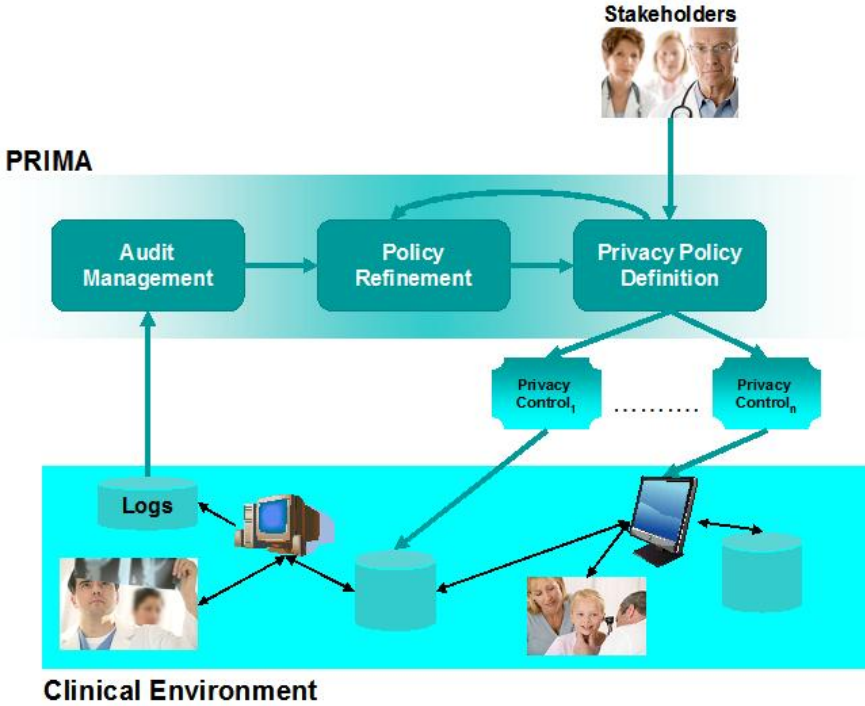 Stakeholders
PRIMA
Audit
Management
Policy
Refinement
Privacy Policy
Definition
Privacy
Control1
..........
Privacy
Controln
Logs
Clinical Environment